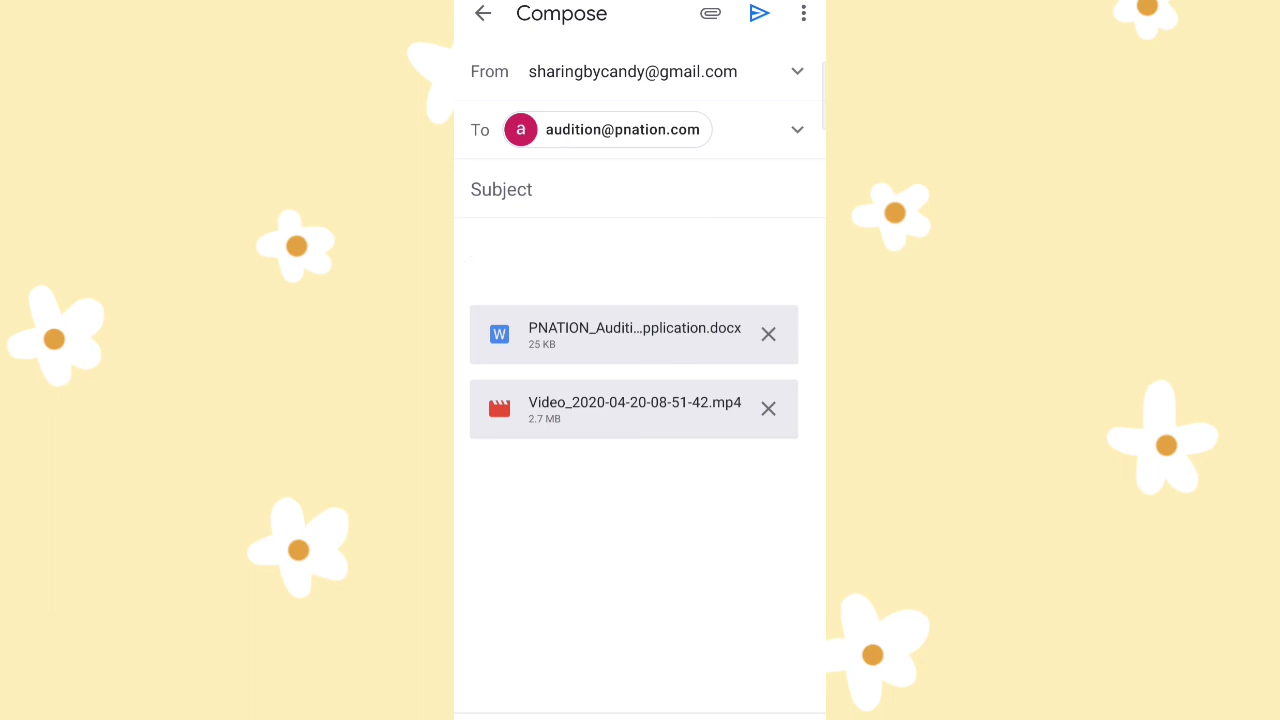 Compose
From sharingbycandy@gmail.com
To a audition@pnation.com
Subject
W PNATION_Auditi...pplication.docx
25 KB
Video_2020-04-20-08-51-42.mp4
2.7 MB